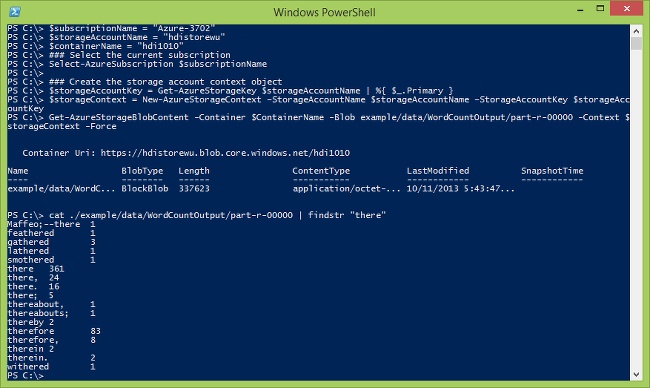 Windows PowerShell
PS C:\> $subscriptionName = "Azure-3702"
PS C:\> $storageAccountName = "hdistorewu"
PS C:\> $containerName = "hdi1010"
PS C:\> ### Select the current subscription
PS C:\> Select-AzureSubscription $subscriptionName
PS C:\>
PS C:\> ### Create the storage account context object
PS C:\> $storageAccountKey = Get-AzureStorageKey $storageAccountName | %{ $_.Primary }
PS C:\> $storageContext = New-AzureStorageContext -StorageAccountName $storageAccountName -StorageAccountKey $storageAcc
ountKey
PS C:\> Get-AzureStorageBlobContent -Container $ContainerName -Blob example/data/WordCountOutput/part-r-00000 -Context $
storageContext -Force
Container Uri: https://hdistorewu.blob.core.windows.net/hdi1010
Name BlobType Length ContentType LastModified SnapshotTime
---- -------- ------ ----------- ------------ ------------
example/data/WordC... BlockBlob 337623 application/octet-... 10/11/2013 5:43:47...
PS C:\> cat ./example/data/WordCountOutput/part-r-00000 | findstr "there"
Maffeo;--there 1
feathered 1
gathered 3
lathered 1
smothered 1
there 361
there, 24
there. 16
there; 5
thereabout, 1
thereabouts; 1
thereby 2
therefore 83
therefore, 8
therein 2
therein. 2
withered 1
PS C:\>